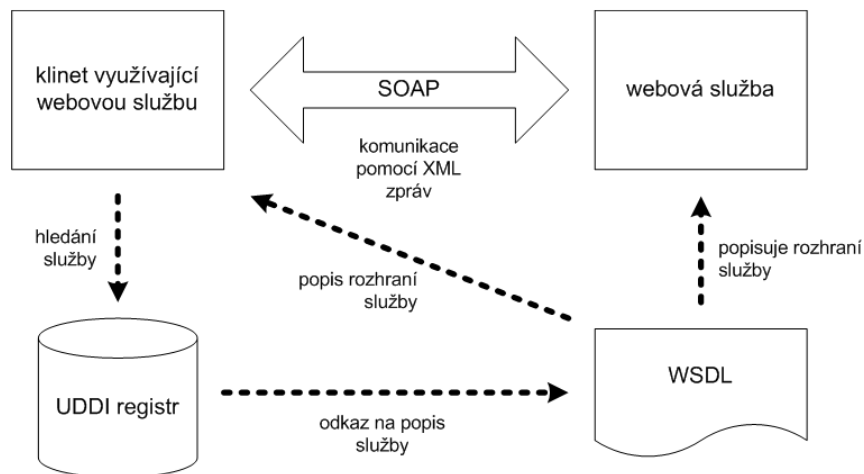 klinet využívající
webovou službu
SOAP
webová služba
komunikace
pomocí XML
zpráv
hledání
služby
popis rozhraní
služby
popisuje rozhraní
služby
UDDI registr
odkaz na popis
služby
WSDL